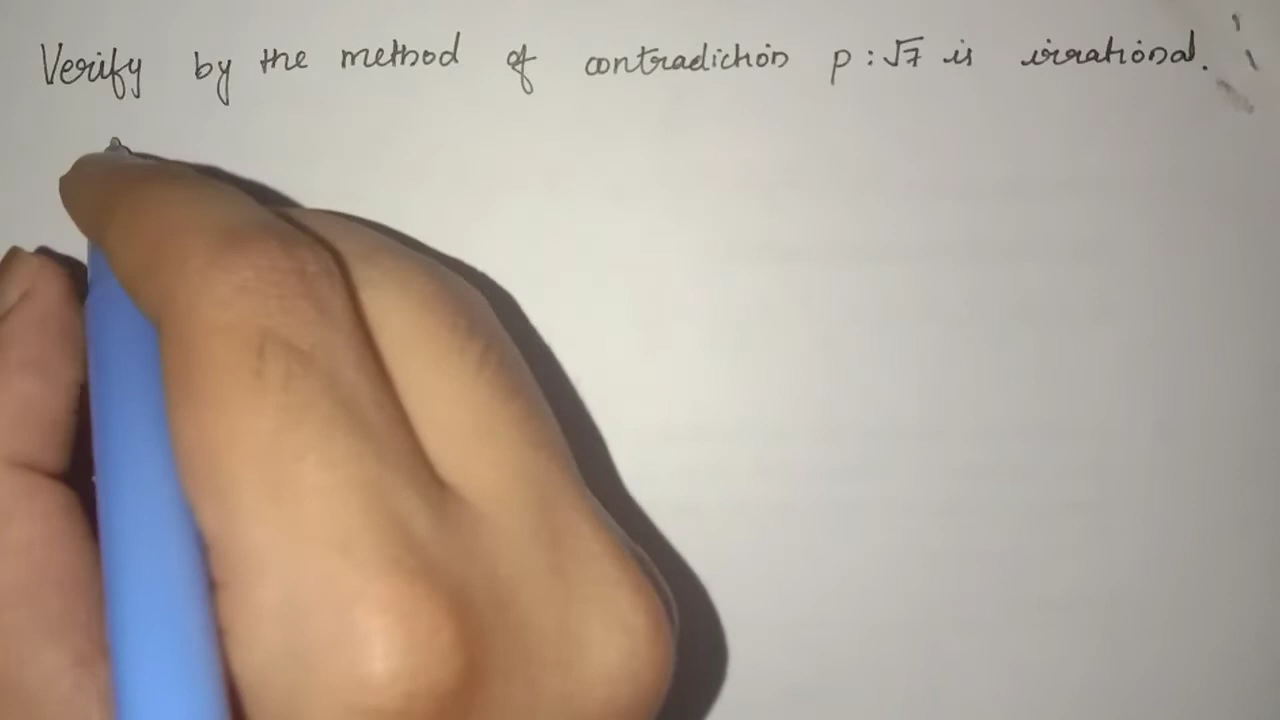 Verify by the method of contradiction p : √7 is irrational.